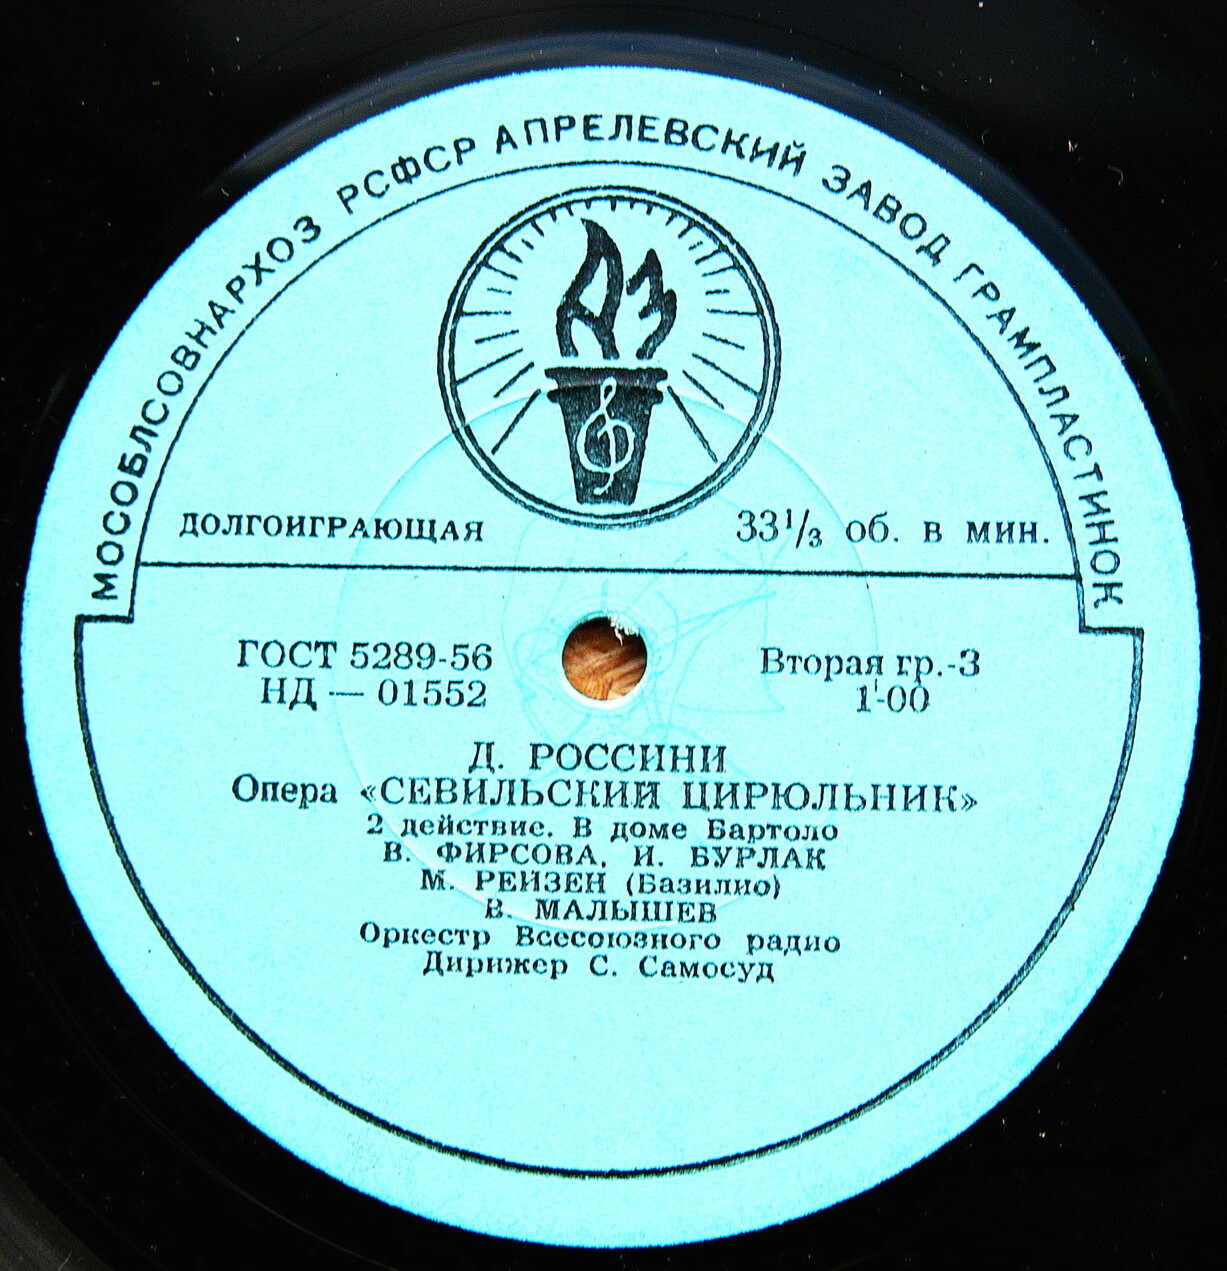 МОСОБЛСОВНАРХОЗ РСФСР АПРЕЛЕВСКИЙ ЗАВОД ГРАМПЛАСТИНОК
АЗ
ДОЛГОИГРАЮЩАЯ 33 1/3 об. в мин.
ГОСТ 5289-56 Вторая гр.-3
НД — 01552 1-00
Д. РОССИНИ
Опера «СЕВИЛЬСКИЙ ЦИРЮЛЬНИК»
2 действие. В доме Бартоло
В. ФИРСОВА, И. БУРЛАК
М. РЕЙЗЕН (Базилио)
В. МАЛЫШЕВ
Оркестр Всесоюзного радио
Дирижер С. Самосуд